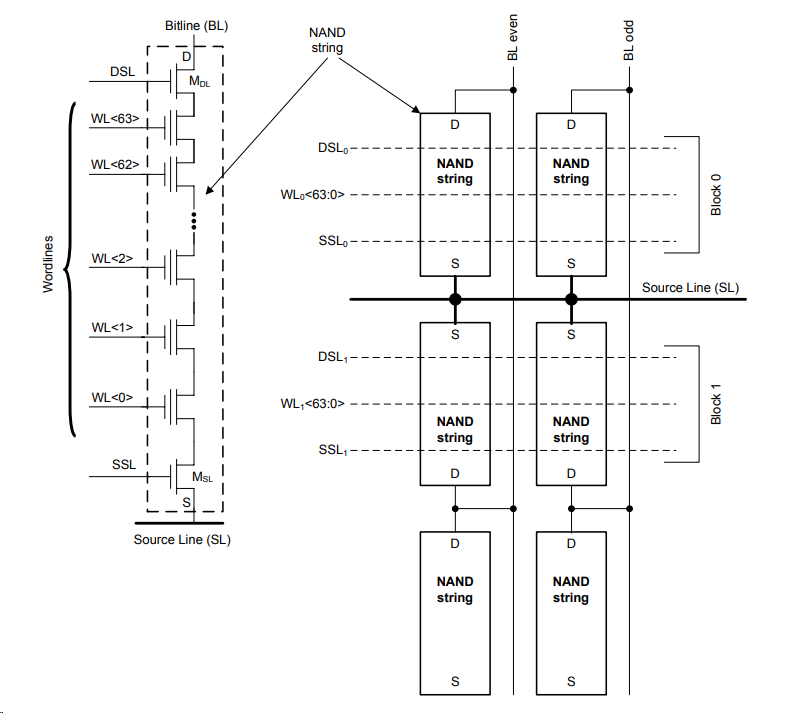 Bitline (BL)
D
DSL
M_DL
WL<63>
WL<62>
Wordlines
WL<2>
WL<1>
WL<0>
SSL
M_SL
S
Source Line (SL)
NAND
string
BL even
BL odd
D
D
DSL₀
NAND
string
NAND
string
WL₀<63:0>
SSL₀
Block 0
S
S
Source Line (SL)
S
S
DSL₁
WL₁<63:0>
NAND
string
NAND
string
SSL₁
Block 1
D
D
D
D
NAND
string
NAND
string
S
S